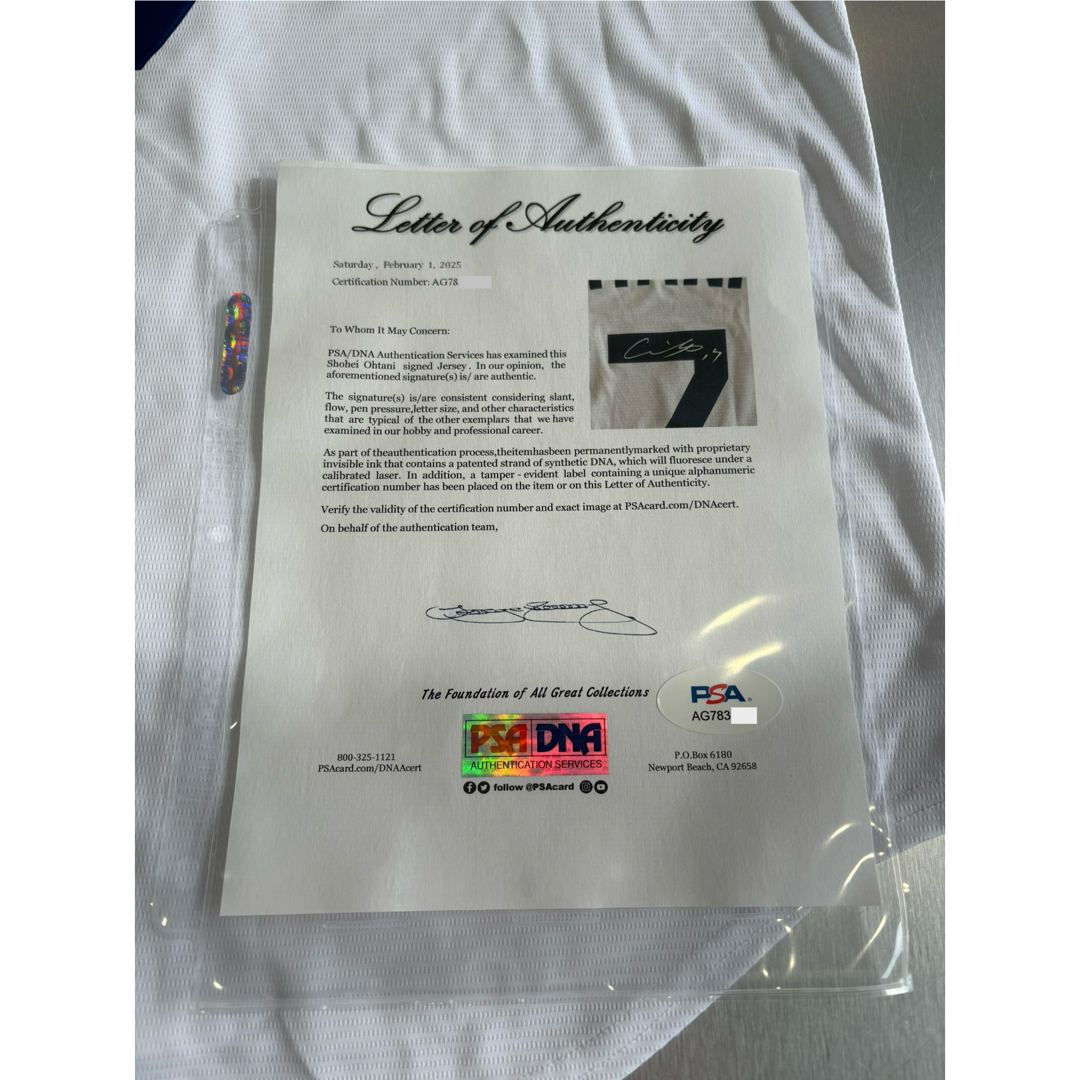 Letter of Authenticity
Saturday, February 1, 2025
Certification Number: AG78
To Whom It May Concern:
PSA/DNA Authentication Services has examined this
Shohei Ohtani signed Jersey. In our opinion, the
aforementioned signature(s) is/ are authentic.
The signature(s) is/are consistent considering slant,
flow, pen pressure,letter size, and other characteristics
that are typical of the other exemplars that we have
examined in our hobby and professional career.
As part of theauthentication process,theitemhasbeen permanentlymarked with proprietary
invisible ink that contains a patented strand of synthetic DNA, which will fluoresce under a
calibrated laser. In addition, a tamper - evident label containing a unique alphanumeric
certification number has been placed on the item or on this Letter of Authenticity.
Verify the validity of the certification number and exact image at PSAcard.com/DNAcert.
On behalf of the authentication team,
The Foundation of All Great Collections
PSA
AG783
PSA DNA
AUTHENTICATION SERVICES
800-325-1121
PSAcard.com/DNAAcert
P.O.Box 6180
Newport Beach, CA 92658
follow @PSAcard